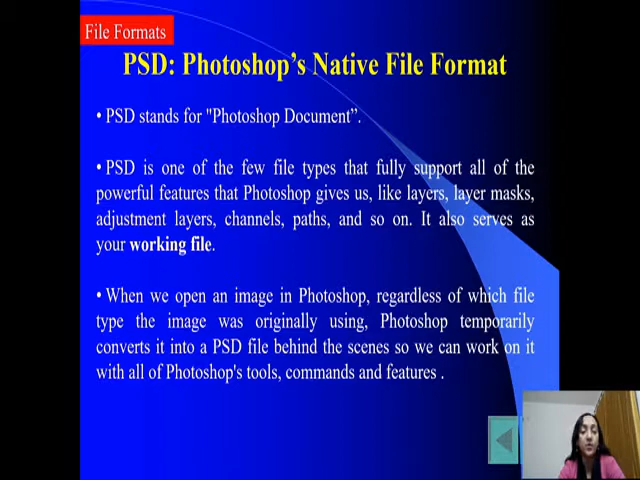 File Formats
PSD: Photoshop's Native File Format
• PSD stands for "Photoshop Document”.
• PSD is one of the few file types that fully support all of the
powerful features that Photoshop gives us, like layers, layer masks,
adjustment layers, channels, paths, and so on. It also serves as
your working file.
• When we open an image in Photoshop, regardless of which file
type the image was originally using, Photoshop temporarily
converts it into a PSD file behind the scenes so we can work on it
with all of Photoshop's tools, commands and features .